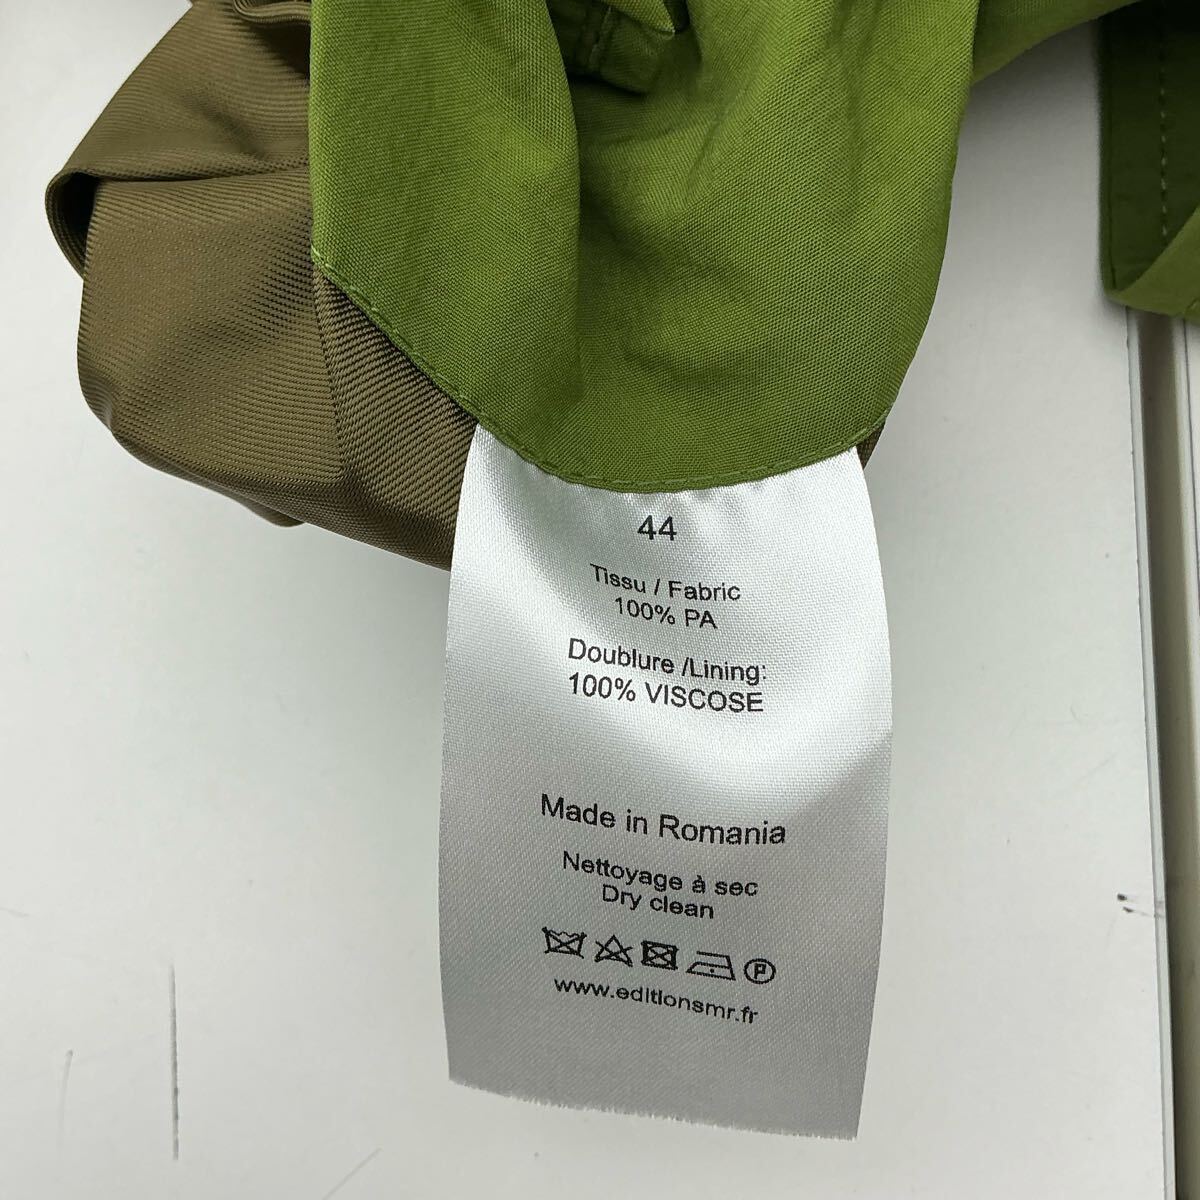 44
Tissu / Fabric
100% PA
Doublure /Lining:
100% VISCOSE
Made in Romania
Nettoyage à sec
Dry clean
P
www.editionsmr.fr